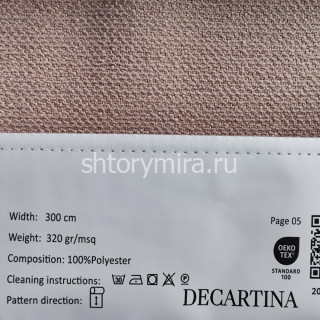 shtorymira.ru
Width: 300 cm
Page 05
Weight: 320 gr/msq
OEKO
TEX®
Composition: 100%Polyester
STANDARD
100
Cleaning instructions:
Pattern direction:
DECARTINA
20